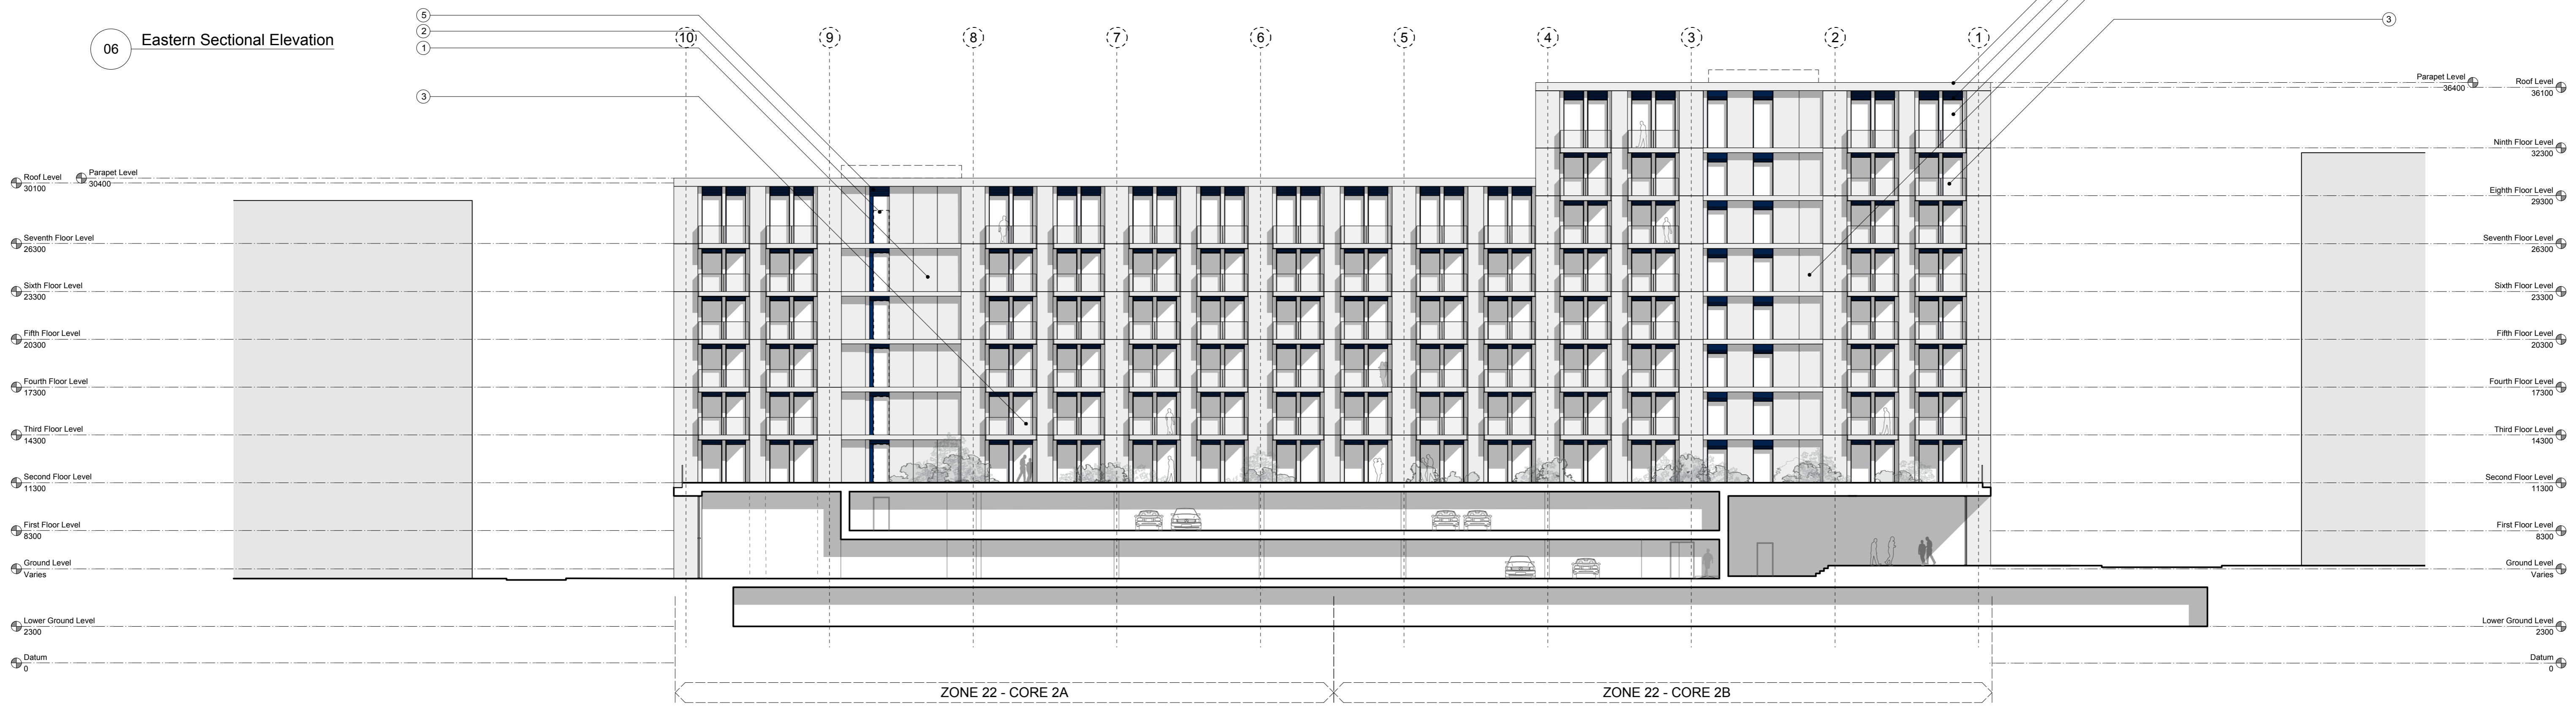 5
2
1
3
3
06 Eastern Sectional Elevation
10 9 8 7 6 5 4 3 2 1
Parapet Level
36400
Roof Level
36100
Ninth Floor Level
32300
Roof Level
30100
Parapet Level
30400
Eighth Floor Level
29300
Seventh Floor Level
26300
Seventh Floor Level
26300
Sixth Floor Level
23300
Sixth Floor Level
23300
Fifth Floor Level
20300
Fifth Floor Level
20300
Fourth Floor Level
17300
Fourth Floor Level
17300
Third Floor Level
14300
Third Floor Level
14300
Second Floor Level
11300
Second Floor Level
11300
First Floor Level
8300
First Floor Level
8300
Ground Level
Varies
Ground Level
Varies
Lower Ground Level
2300
Lower Ground Level
2300
Datum
0
Datum
0
ZONE 22 - CORE 2A
ZONE 22 - CORE 2B